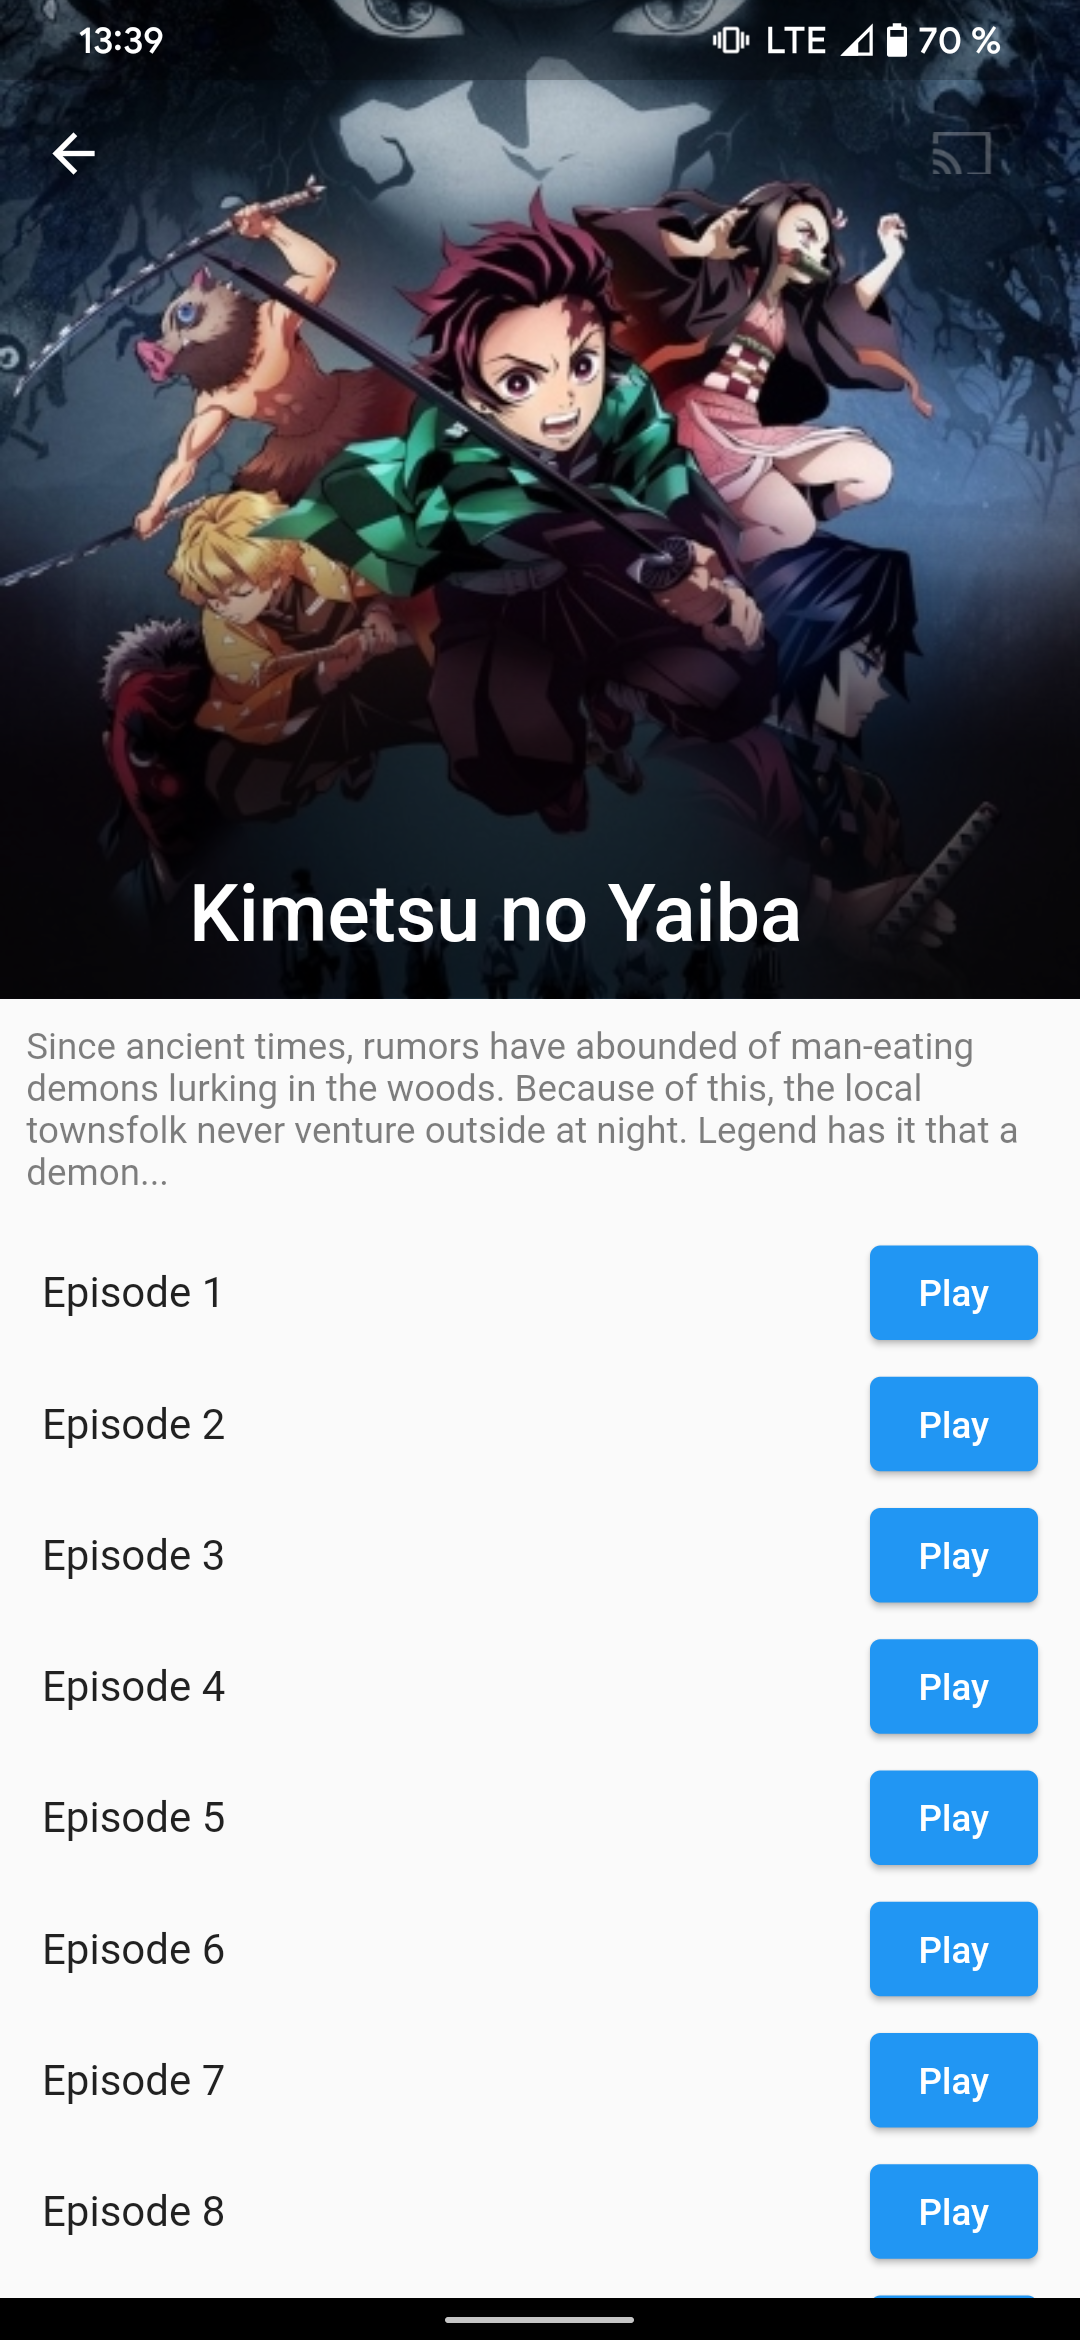 13:39 LTE 70 %
Kimetsu no Yaiba
Since ancient times, rumors have abounded of man-eating
demons lurking in the woods. Because of this, the local
townsfolk never venture outside at night. Legend has it that a
demon...
Episode 1 Play
Episode 2 Play
Episode 3 Play
Episode 4 Play
Episode 5 Play
Episode 6 Play
Episode 7 Play
Episode 8 Play